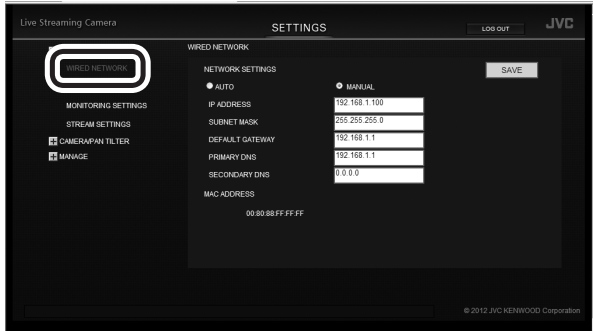 Live Streaming Camera
SETTINGS
LOG OUT
JVC
WIRED NETWORK
WIRED NETWORK
NETWORK SETTINGS
SAVE
AUTO
MANUAL
MONITORING SETTINGS
IP ADDRESS
192.168.1.100
STREAM SETTINGS
SUBNET MASK
255.255.255.0
CAMERA/PAN TILTER
DEFAULT GATEWAY
192.168.1.1
MANAGE
PRIMARY DNS
192.168.1.1
SECONDARY DNS
0.0.0.0
MAC ADDRESS
00:80:88:FF:FF:FF
© 2012 JVC KENWOOD Corporation